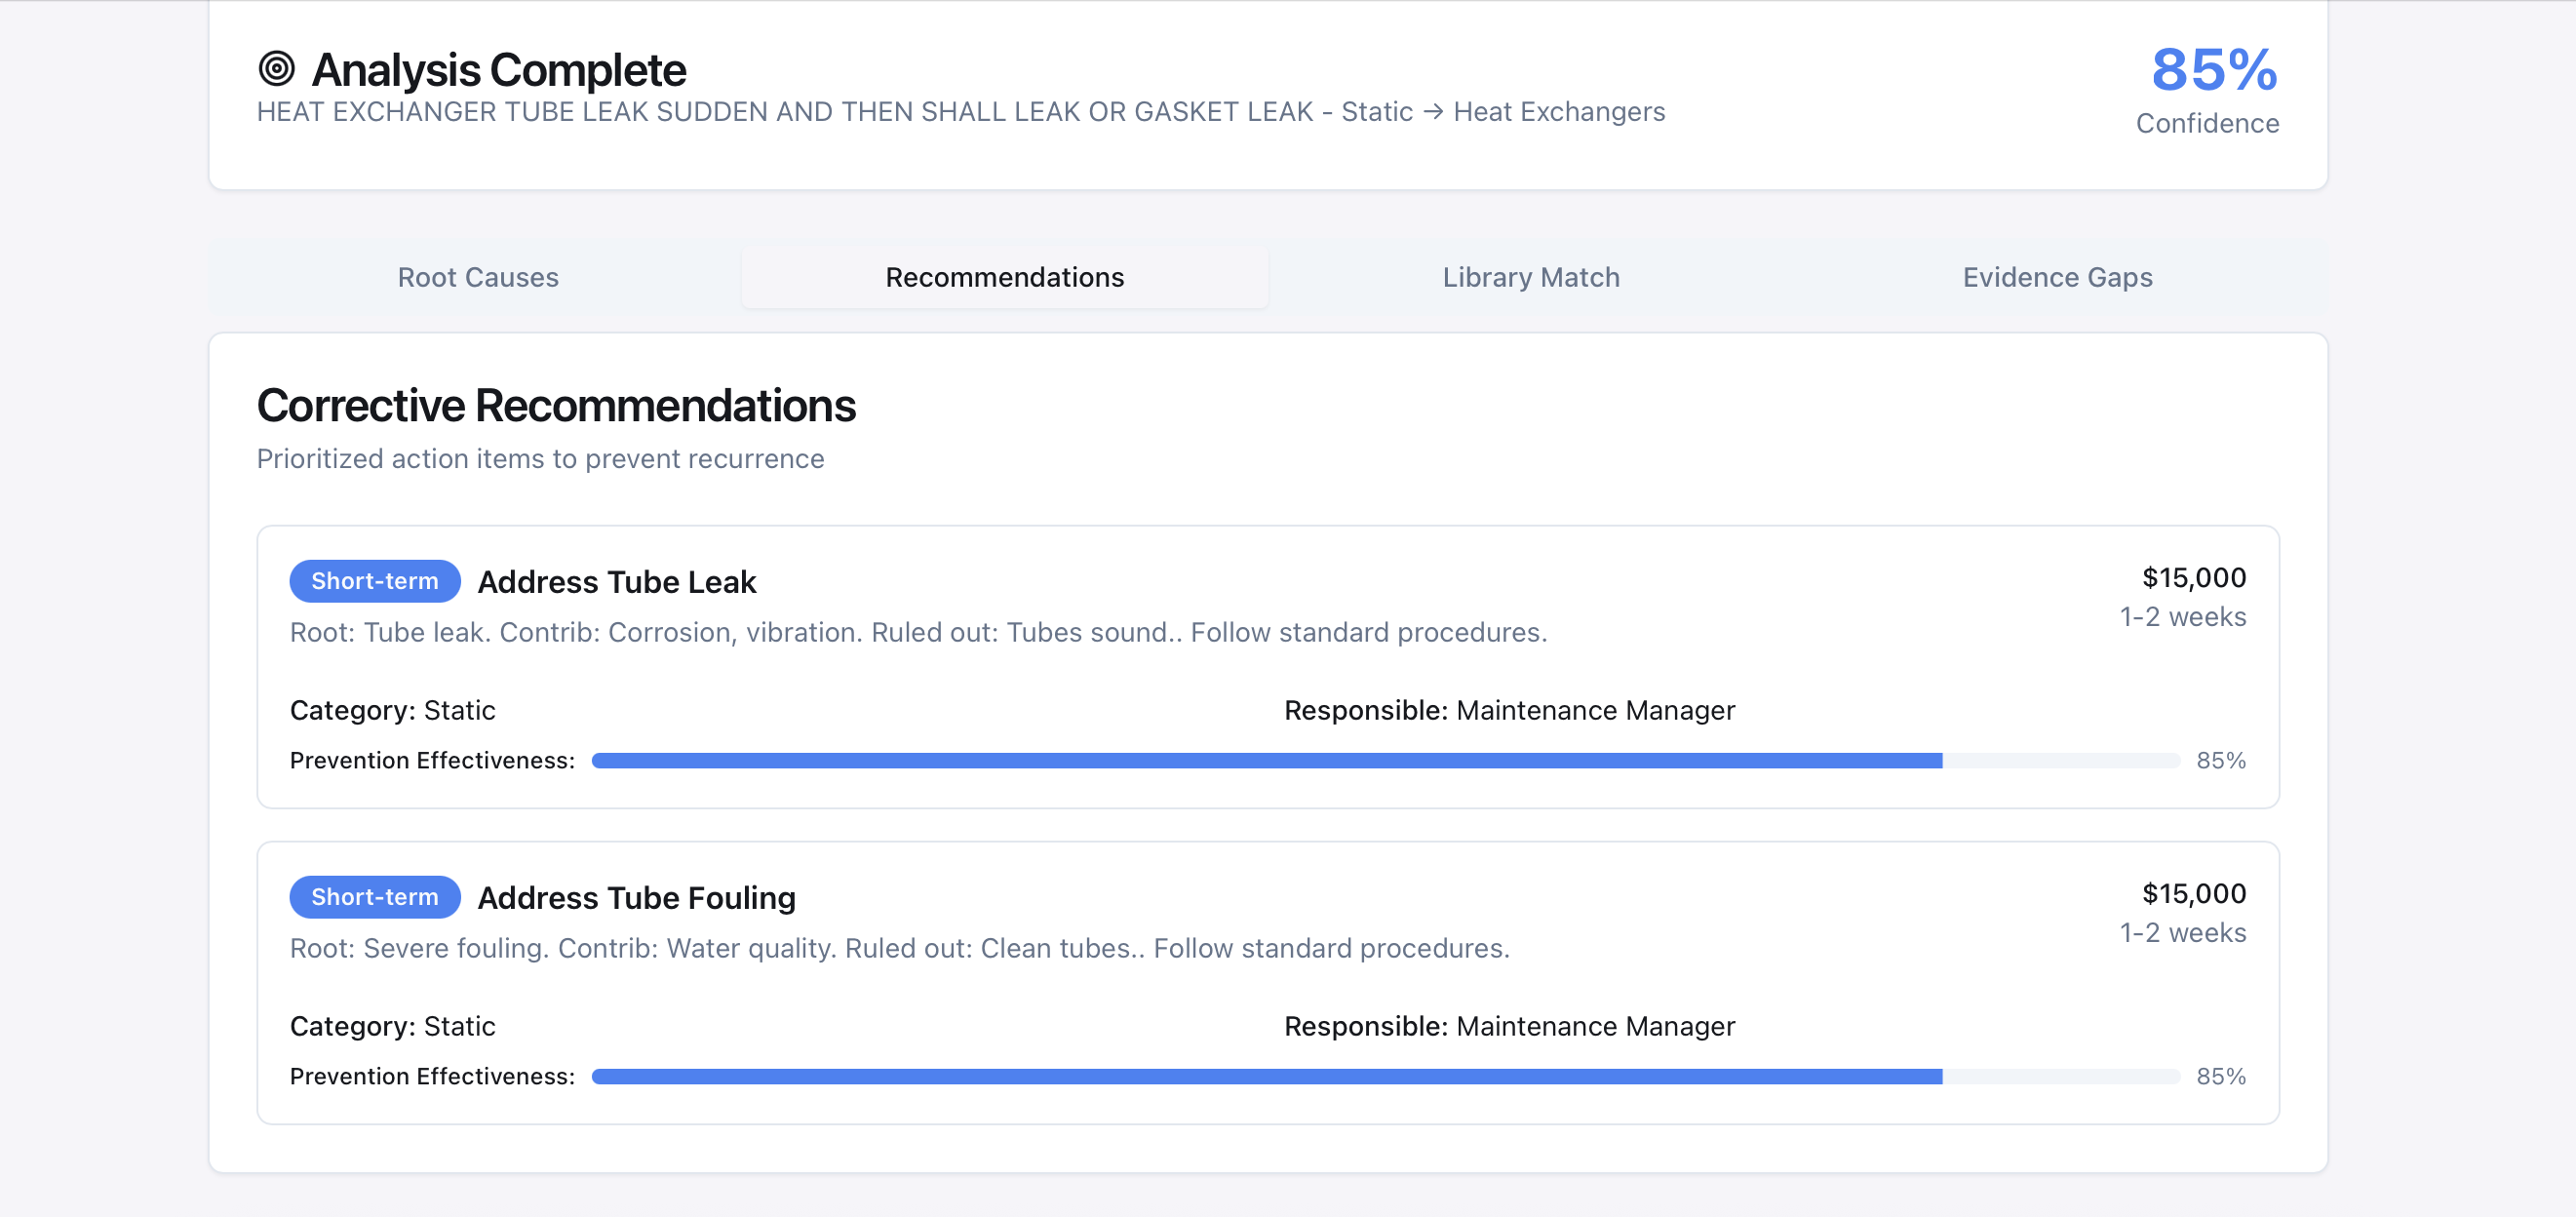 Analysis Complete
85%
HEAT EXCHANGER TUBE LEAK SUDDEN AND THEN SHALL LEAK OR GASKET LEAK - Static → Heat Exchangers
Confidence
Root Causes
Recommendations
Library Match
Evidence Gaps
Corrective Recommendations
Prioritized action items to prevent recurrence
Short-term Address Tube Leak
$15,000
Root: Tube leak. Contrib: Corrosion, vibration. Ruled out: Tubes sound.. Follow standard procedures.
1-2 weeks
Category: Static
Responsible: Maintenance Manager
Prevention Effectiveness: 85%
Short-term Address Tube Fouling
$15,000
Root: Severe fouling. Contrib: Water quality. Ruled out: Clean tubes.. Follow standard procedures.
1-2 weeks
Category: Static
Responsible: Maintenance Manager
Prevention Effectiveness: 85%